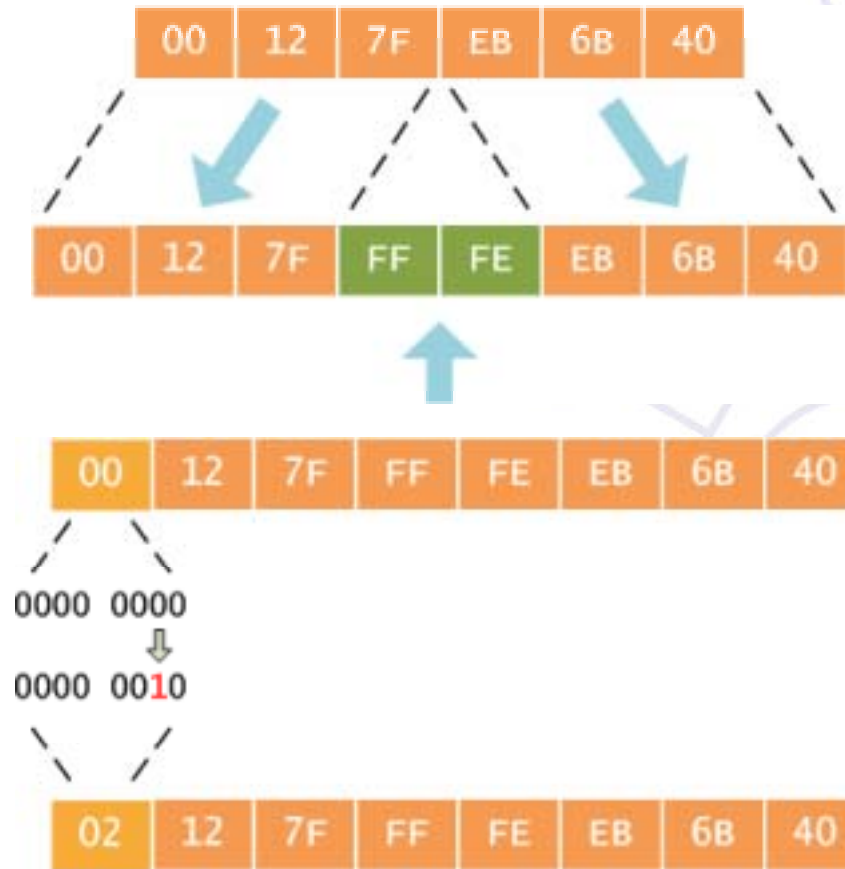 00 12 7F EB 6B 40
00 12 7F FF FE EB 6B 40
00 12 7F FF FE EB 6B 40
0000 0000
0000 0010
02 12 7F FF FE EB 6B 40